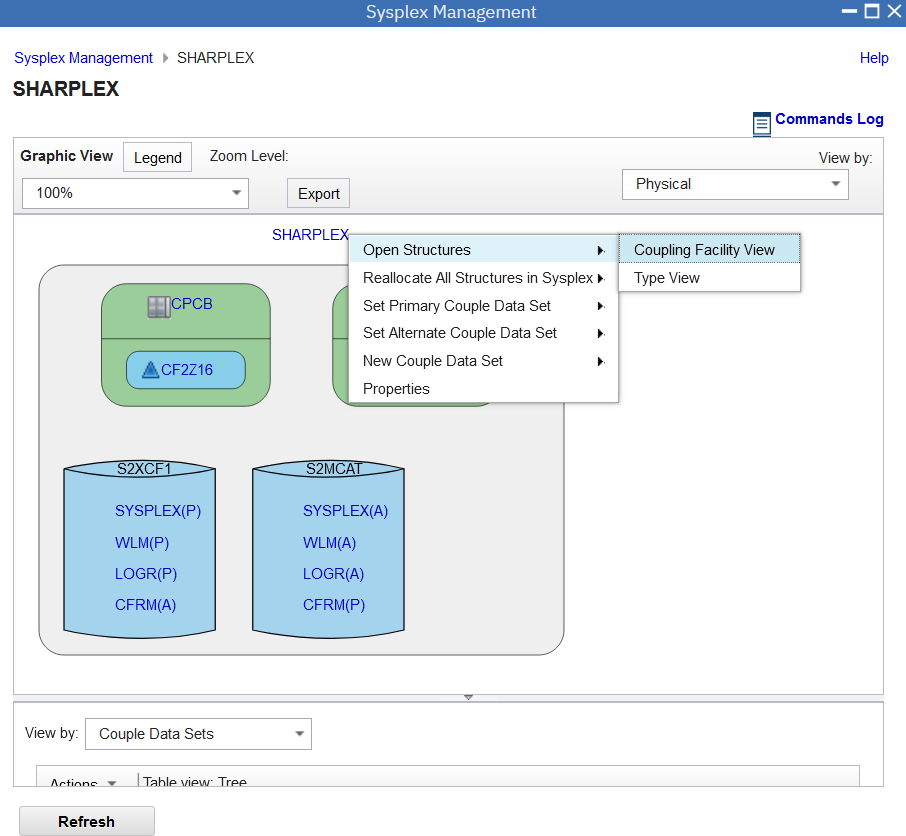 Sysplex Management
Sysplex Management SHARPLEX Help
SHARPLEX
Commands Log
Graphic View Legend Zoom Level: View by:
100% Export Physical
SHARPLEX
Open Structures
Reallocate All Structures in Sysplex
Set Primary Couple Data Set
Set Alternate Couple Data Set
New Couple Data Set
Properties
Coupling Facility View
Type View
CPCB
CF2Z16
S2XCF1
SYSPLEX(P)
WLM(P)
LOGR(P)
CFRM(A)
S2MCAT
SYSPLEX(A)
WLM(A)
LOGR(A)
CFRM(P)
View by: Couple Data Sets
Actions Table view: Tree
Refresh